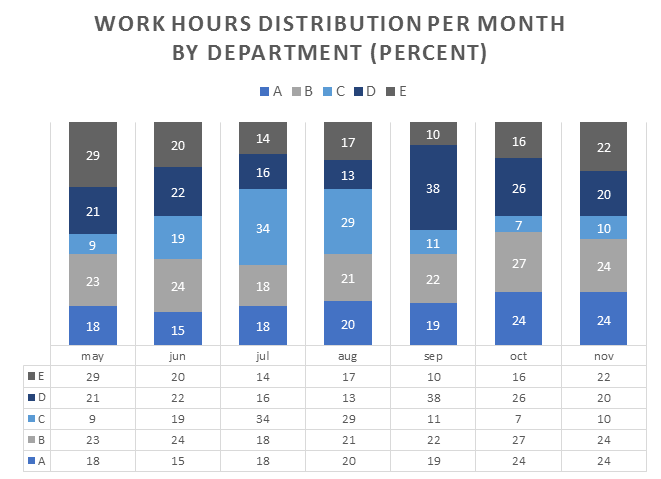 WORK HOURS DISTRIBUTION PER MONTH
BY DEPARTMENT (PERCENT)
A B C D E
29 20 14 17 10 16 22
21 22 16 13 38 26 20
9 19 34 29 11 7 10
23 24 18 21 22 27 24
18 15 18 20 19 24 24
may jun jul aug sep oct nov
E 29 20 14 17 10 16 22
D 21 22 16 13 38 26 20
C 9 19 34 29 11 7 10
B 23 24 18 21 22 27 24
A 18 15 18 20 19 24 24